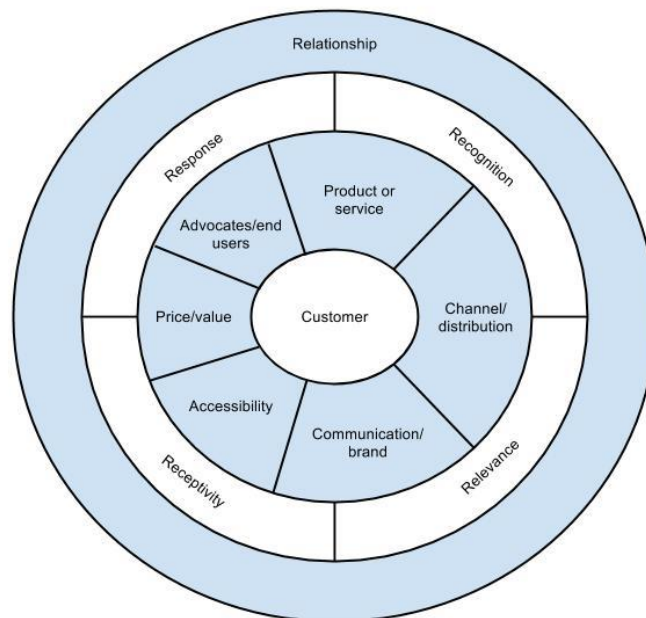 Relationship
Response
Recognition
Product or
service
Advocates/end
users
Price/value
Customer
Channel/
distribution
Accessibility
Communication/
brand
Receptivity
Relevance